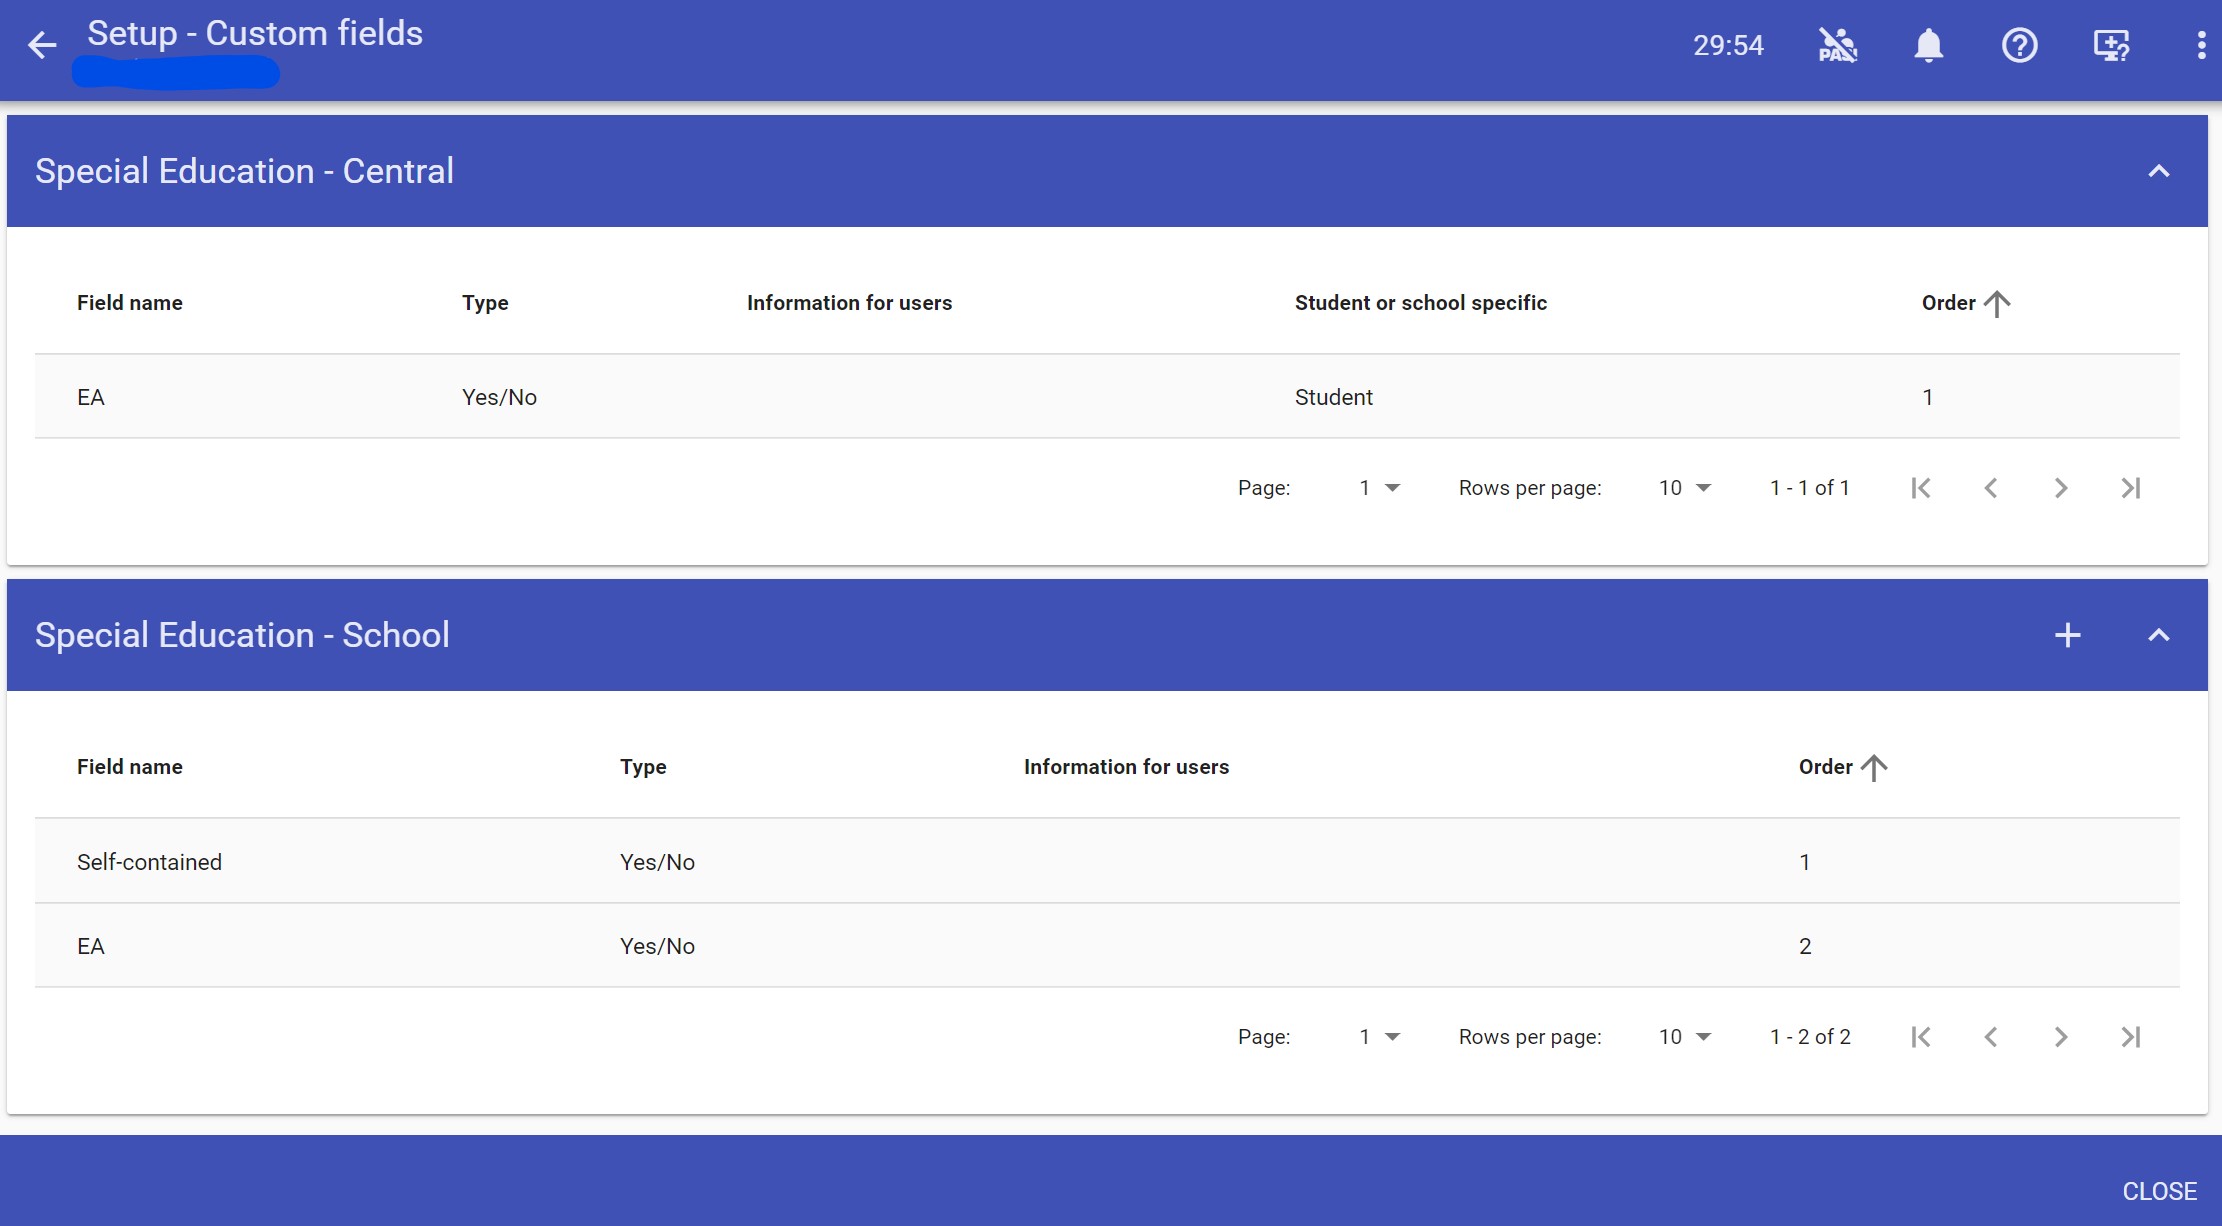 Setup - Custom fields
29:54
Special Education - Central
Field name Type Information for users Student or school specific Order
EA Yes/No Student 1
Page: 1 Rows per page: 10 1 - 1 of 1
Special Education - School
Field name Type Information for users Order
Self-contained Yes/No 1
EA Yes/No 2
Page: 1 Rows per page: 10 1 - 2 of 2
CLOSE